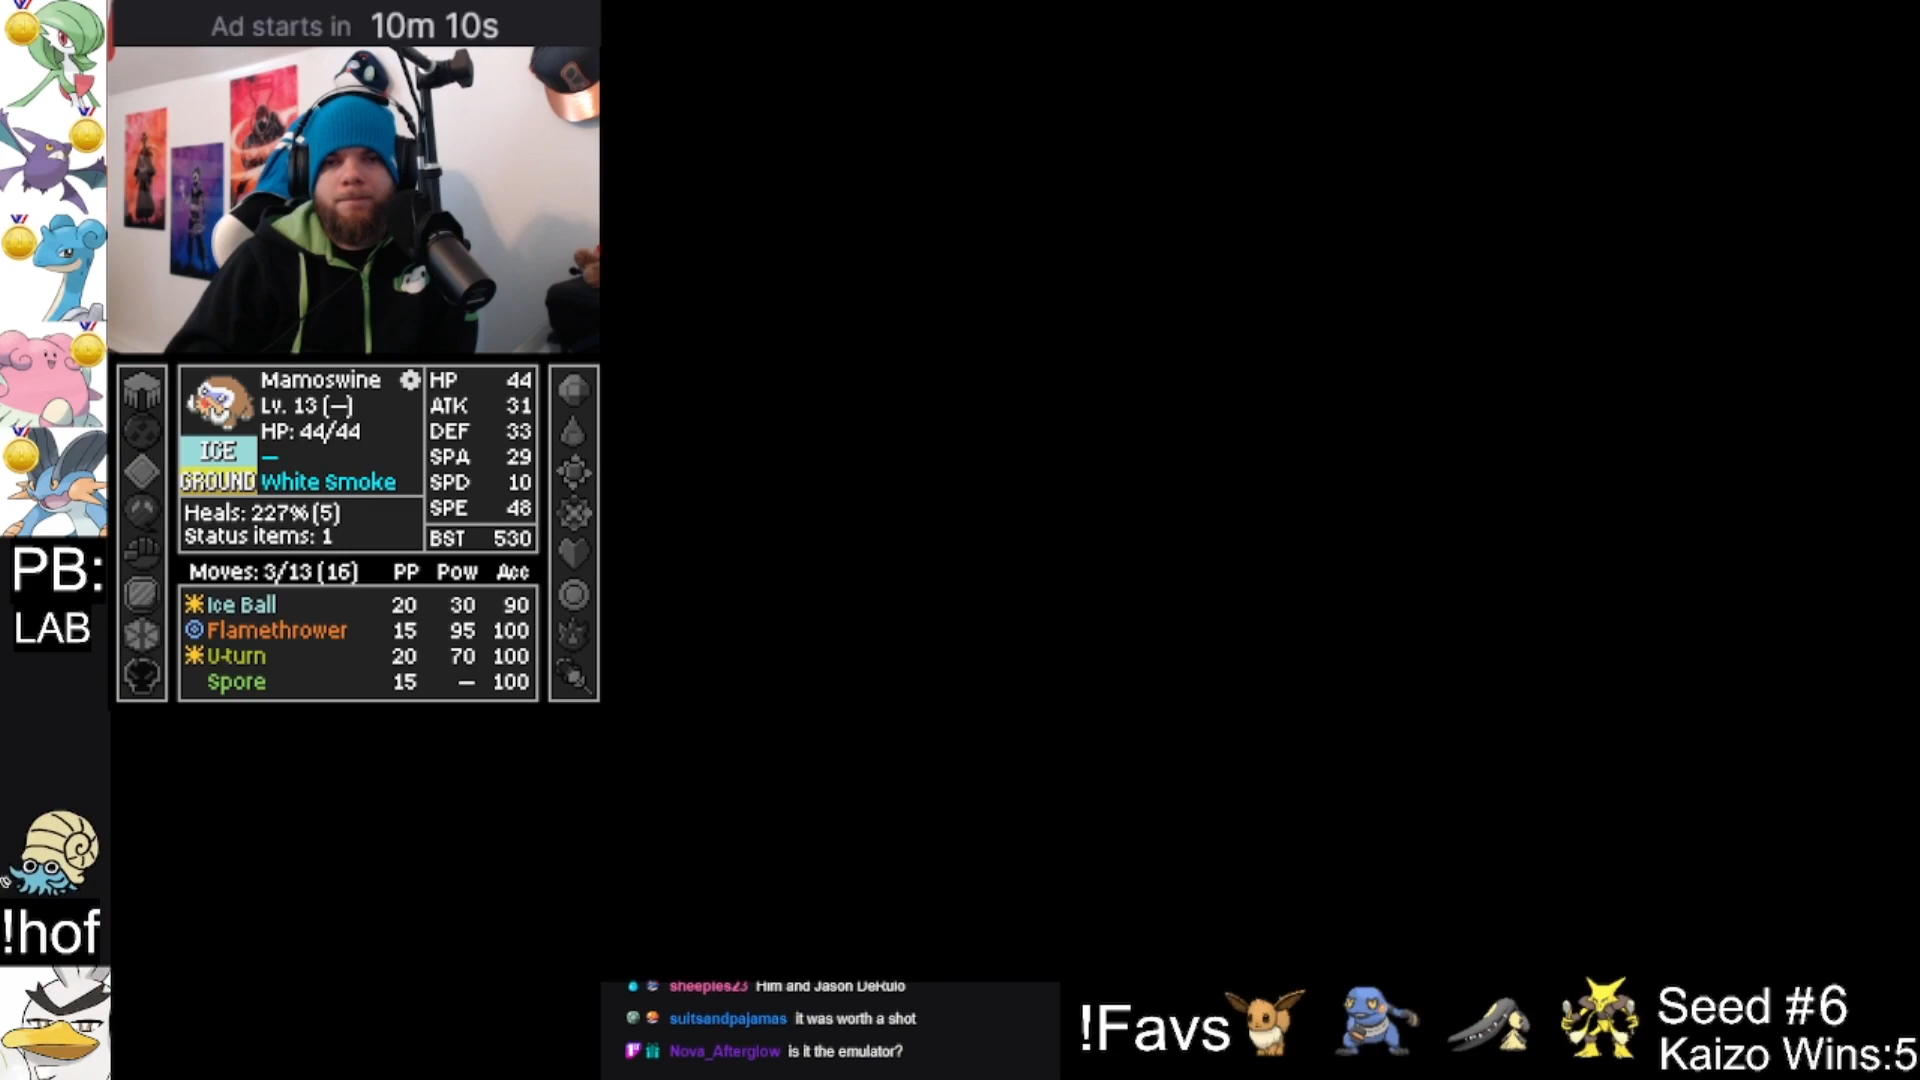 Ad starts in 10m 10s
Mamoswine
Lv. 13 (—)
HP: 44/44
—
ICE
GROUND
White Smoke
Heals: 227% (5)
Status items: 1
HP 44
ATK 31
DEF 33
SPA 29
SPD 10
SPE 48
BST 530
Moves: 3/13 (16) PP Pow Acc
Ice Ball 20 30 90
Flamethrower 15 95 100
U-turn 20 70 100
Spore 15 — 100
PB:
LAB
!hof
sheeples23 Him and Jason DeRulo
suitsandpajamas it was worth a shot
Nova_Afterglow is it the emulator?
!Favs
Seed #6
Kaizo Wins:5